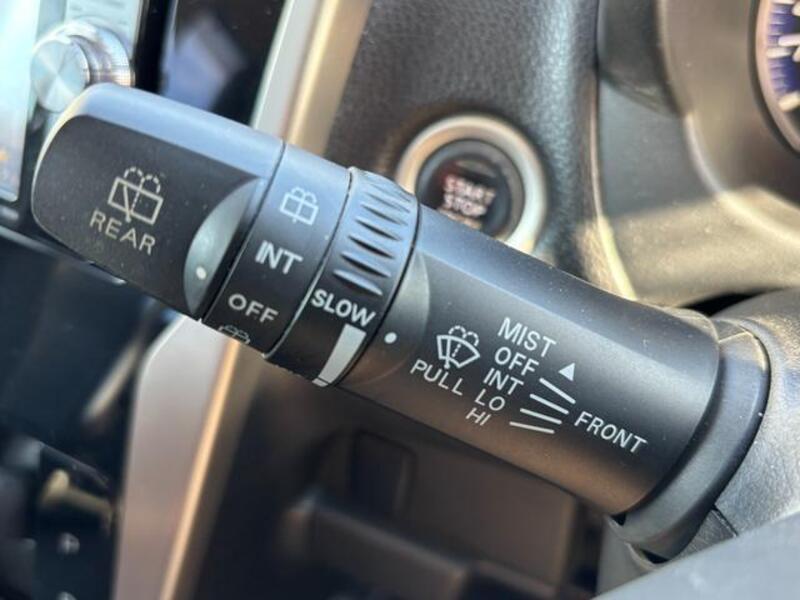 REAR
INT
OFF
SLOW
MIST
OFF
INT
LO
HI
PULL
FRONT
START
STOP